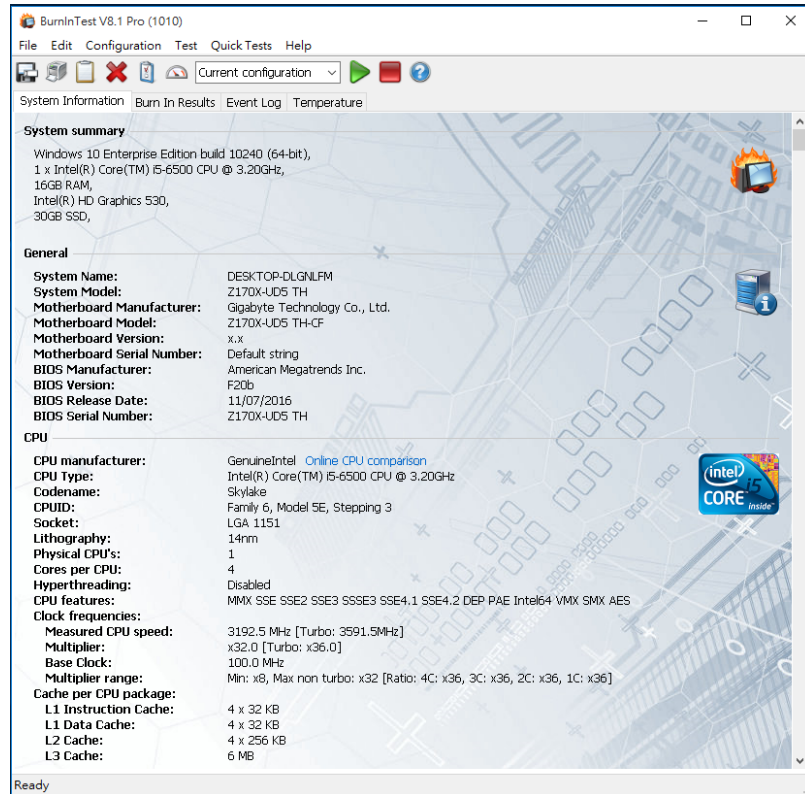 BurnInTest V8.1 Pro (1010)
File Edit Configuration Test Quick Tests Help
Current configuration
System Information Burn In Results Event Log Temperature
System summary
Windows 10 Enterprise Edition build 10240 (64-bit),
1 x Intel(R) Core(TM) i5-6500 CPU @ 3.20GHz,
16GB RAM,
Intel(R) HD Graphics 530,
30GB SSD,
General
System Name: DESKTOP-DLGNLFM
System Model: Z170X-UD5 TH
Motherboard Manufacturer: Gigabyte Technology Co., Ltd.
Motherboard Model: Z170X-UD5 TH-CF
Motherboard Version: x.x
Motherboard Serial Number: Default string
BIOS Manufacturer: American Megatrends Inc.
BIOS Version: F20b
BIOS Release Date: 11/07/2016
BIOS Serial Number: Z170X-UD5 TH
CPU
CPU manufacturer: GenuineIntel Online CPU comparison
CPU Type: Intel(R) Core(TM) i5-6500 CPU @ 3.20GHz
Codename: Skylake
CPUID: Family 6, Model 5E, Stepping 3
Socket: LGA 1151
Lithography: 14nm
Physical CPU's: 1
Cores per CPU: 4
Hyperthreading: Disabled
CPU features: MMX SSE SSE2 SSE3 SSSE3 SSE4.1 SSE4.2 DEP PAE Intel64 VMX SMX AES
Clock frequencies:
Measured CPU speed: 3192.5 MHz [Turbo: 3591.5MHz]
Multiplier: x32.0 [Turbo: x36.0]
Base Clock: 100.0 MHz
Multiplier range: Min: x8, Max non turbo: x32 [Ratio: 4C: x36, 3C: x36, 2C: x36, 1C: x36]
Cache per CPU package:
L1 Instruction Cache: 4 x 32 KB
L1 Data Cache: 4 x 32 KB
L2 Cache: 4 x 256 KB
L3 Cache: 6 MB
intel
i5
CORE inside™
Ready